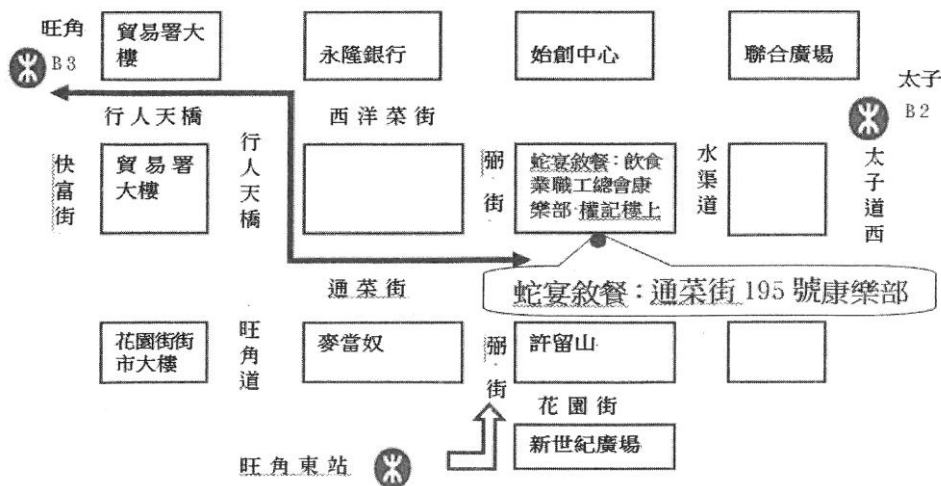 旺角
B3
貿易署大
樓
永隆銀行
始創中心
聯合廣場
太子
B2
行人天橋
西洋菜街
快富街
貿易署
大樓
行人天橋
弼街
蛇宴敘餐：飲食
業職工總會康
樂部 權記樓上
水渠道
太子道西
通菜街
蛇宴敘餐：通菜街 195 號康樂部
花園街街
市大樓
旺角道
麥當奴
弼街
許留山
花園街
新世紀廣場
旺角東站